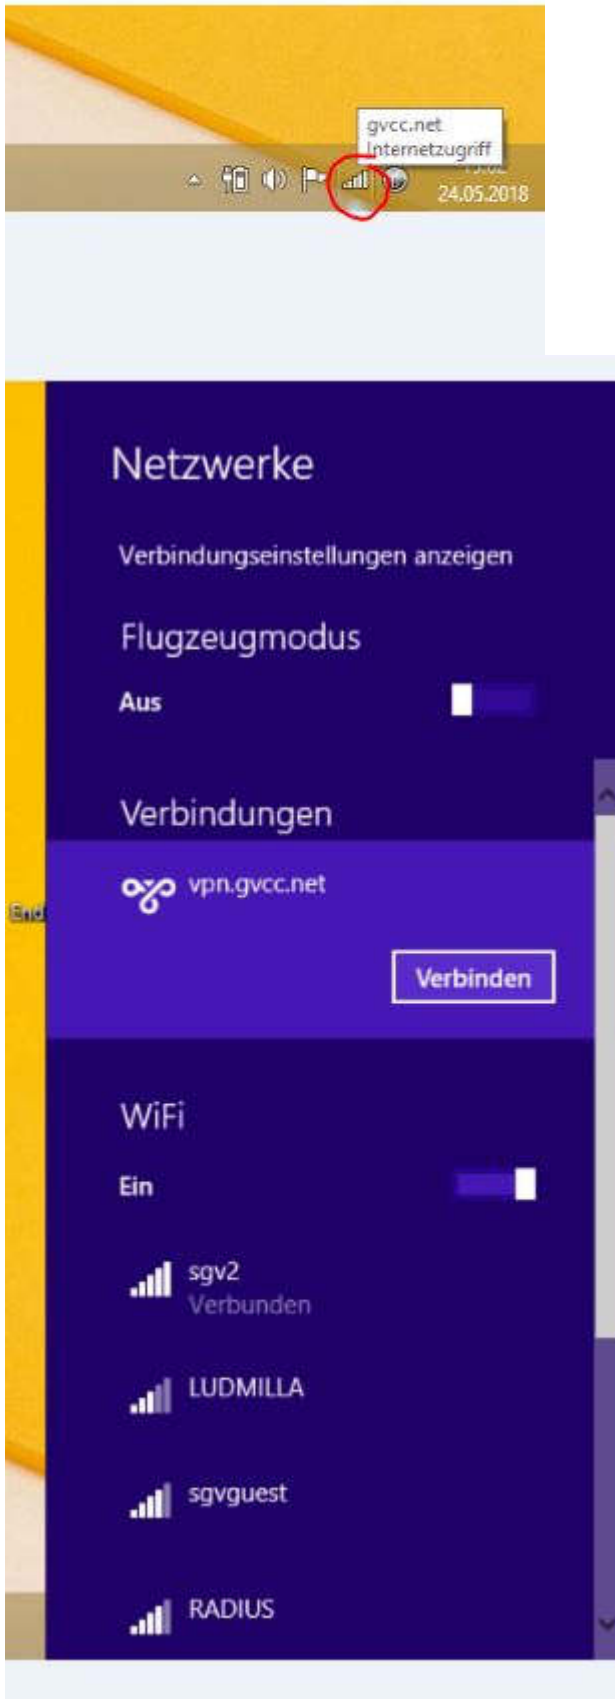 gvcc.net
Internetzugriff
24.05.2018
Netzwerke
Verbindungseinstellungen anzeigen
Flugzeugmodus
Aus
Verbindungen
vpn.gvcc.net
Verbinden
WiFi
Ein
sgv2
Verbunden
LUDMILLA
sgvguest
RADIUS